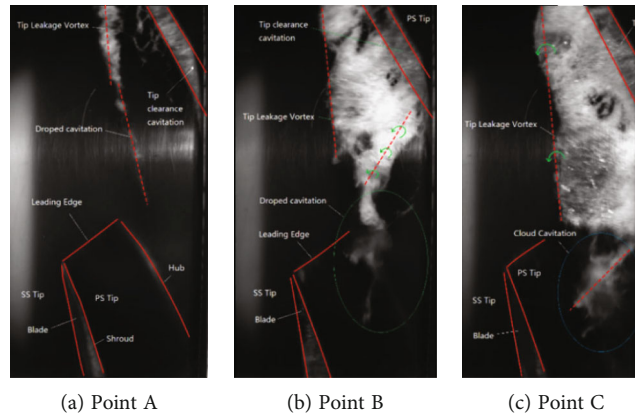 Tip Leakage Vortex
Tip
clearance
cavitation
Droped cavitation
Leading Edge
Hub
SS Tip
PS Tip
Blade
Shroud
(a) Point A
Tip clearance
cavitation
PS Tip
Tip Leakage Vortex
Droped cavitation
Leading Edge
SS Tip
PS Tip
Blade
(b) Point B
Tip Leakage Vortex
Cloud Cavitation
PS Tip
SS Tip
Blade
(c) Point C